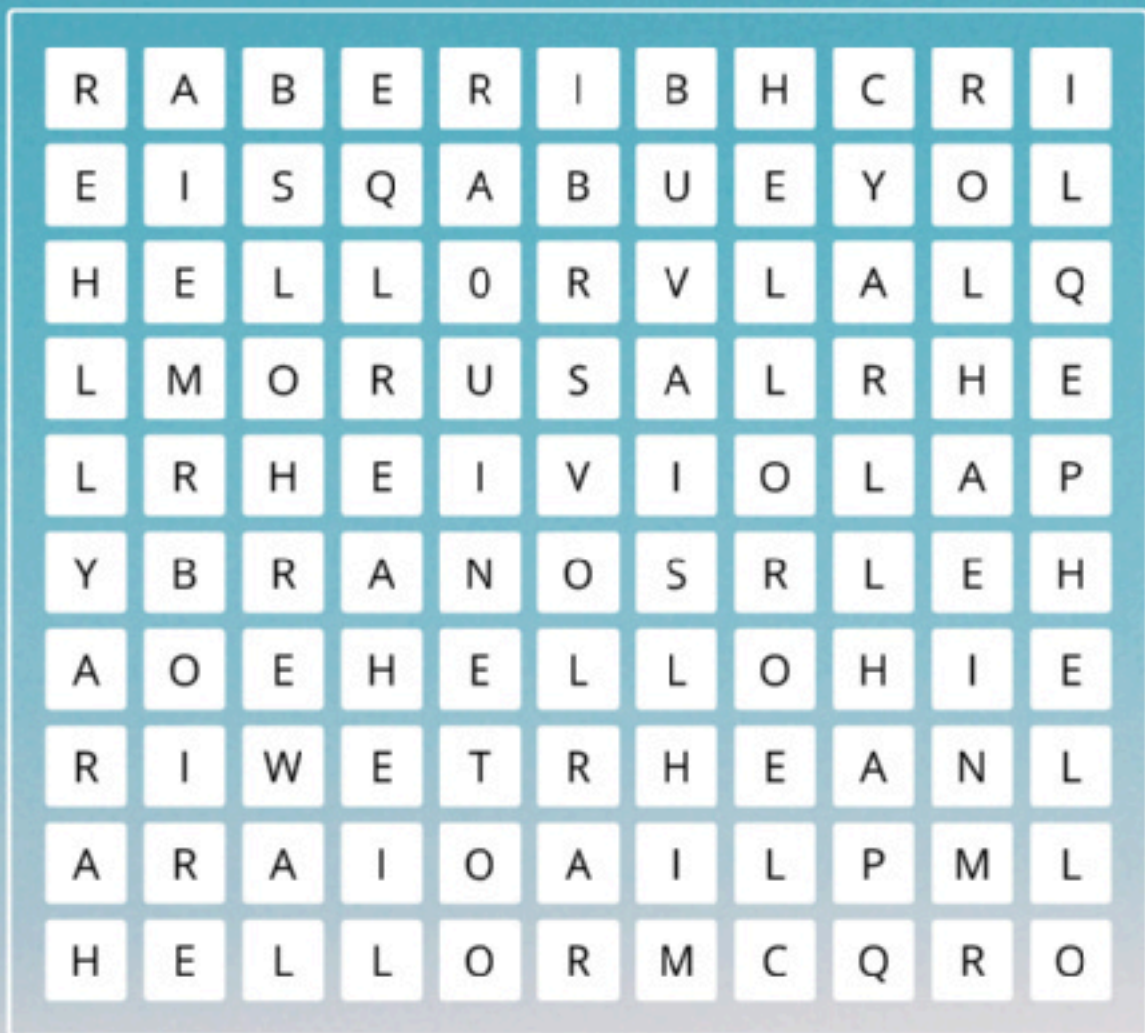 R A B E R I B H C R I
E I S Q A B U E Y O L
H E L L 0 R V L A L Q
L M O R U S A L R H E
L R H E I V I O L A P
Y B R A N O S R L E H
A O E H E L L O H I E
R I W E T R H E A N L
A R A I O A I L P M L
H E L L O R M C Q R O